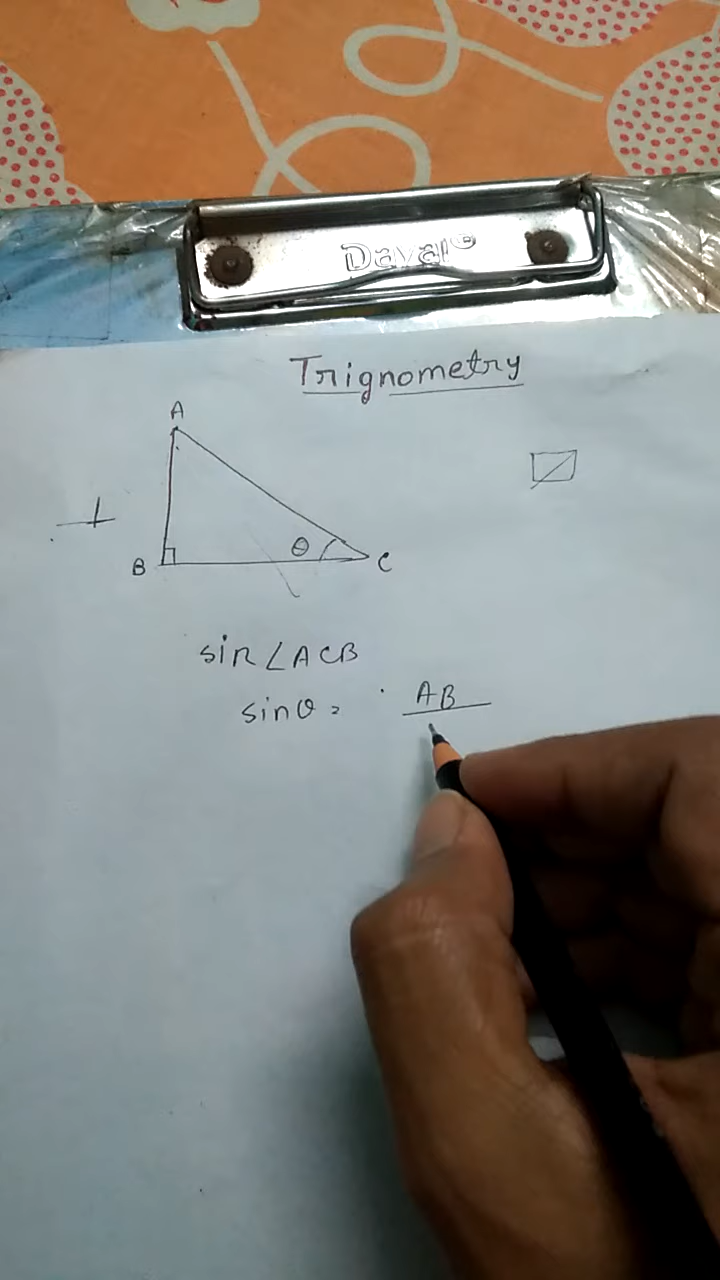 Daval
Trignometry
A
B
θ
C
sin∠ACB
sinθ = AB